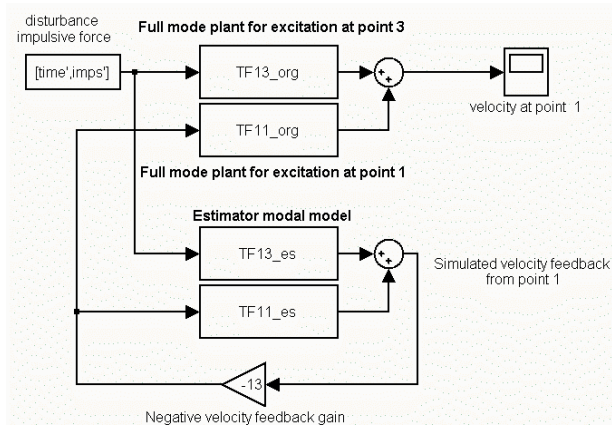 disturbance
impulsive force
Full mode plant for excitation at point 3
[time',imps']
TF13_org
velocity at point 1
TF11_org
Full mode plant for excitation at point 1
Estimator modal model
TF13_es
Simulated velocity feedback
from point 1
TF11_es
-13
Negative velocity feedback gain